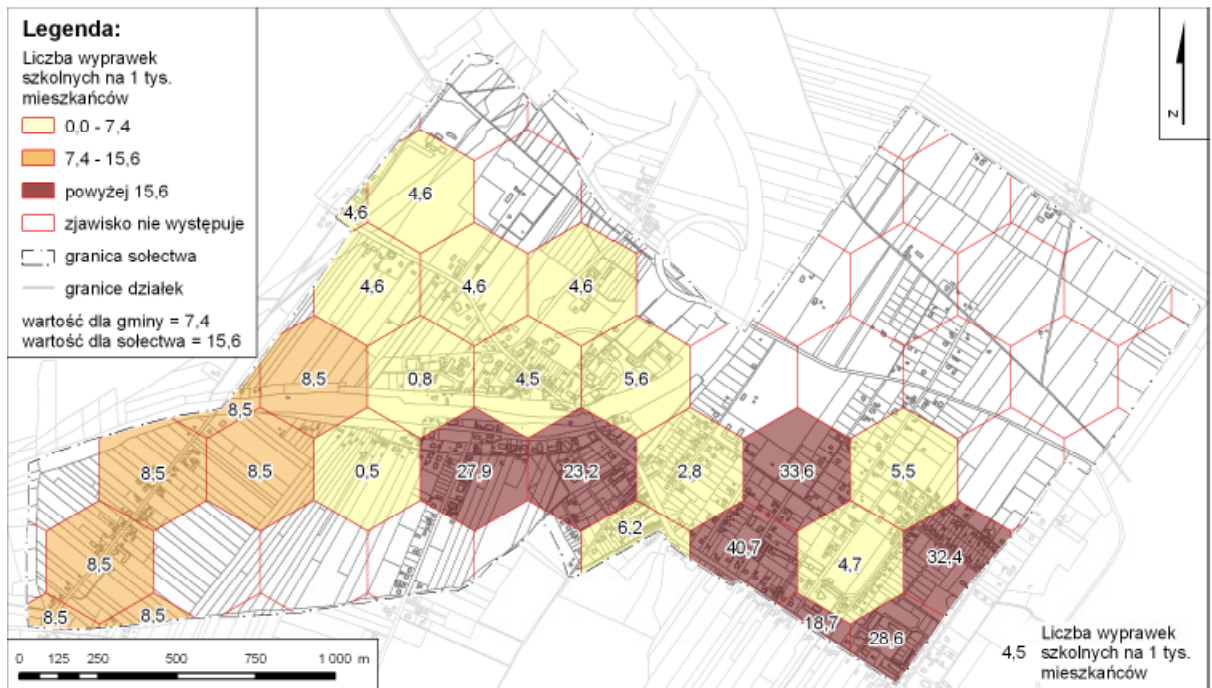 Legenda:
Liczba wyprawek
szkolnych na 1 tys.
mieszkańców
0,0 - 7,4
7,4 - 15,6
powyżej 15,6
zjawisko nie występuje
granica sołectwa
granice działek
wartość dla gminy = 7,4
wartość dla sołectwa = 15,6
N
4,6
4,6
4,6 4,6 4,6
8,5 0,8 4,5 5,6
8,5
8,5 8,5 0,5 27,9 23,2 2,8 33,6 5,5
6,2
8,5 40,7 4,7 32,4
8,5 8,5 18,7
28,6
0 125 250 500 750 1 000 m
4,5 Liczba wyprawek
szkolnych na 1 tys.
mieszkańców